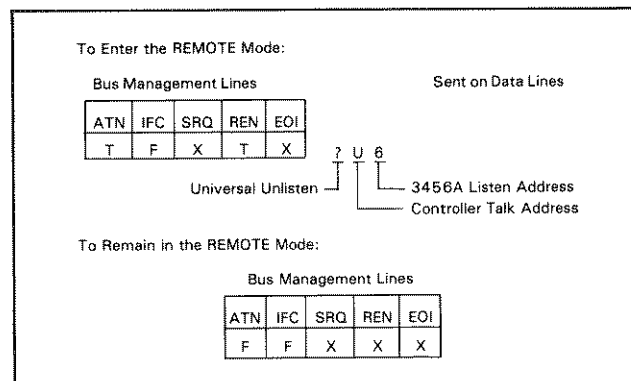 To Enter the REMOTE Mode:
Bus Management Lines
Sent on Data Lines
ATN IFC SRQ REN EOI
T F X T X
? U 6
Universal Unlisten
3456A Listen Address
Controller Talk Address
To Remain in the REMOTE Mode:
Bus Management Lines
ATN IFC SRQ REN EOI
F F X X X